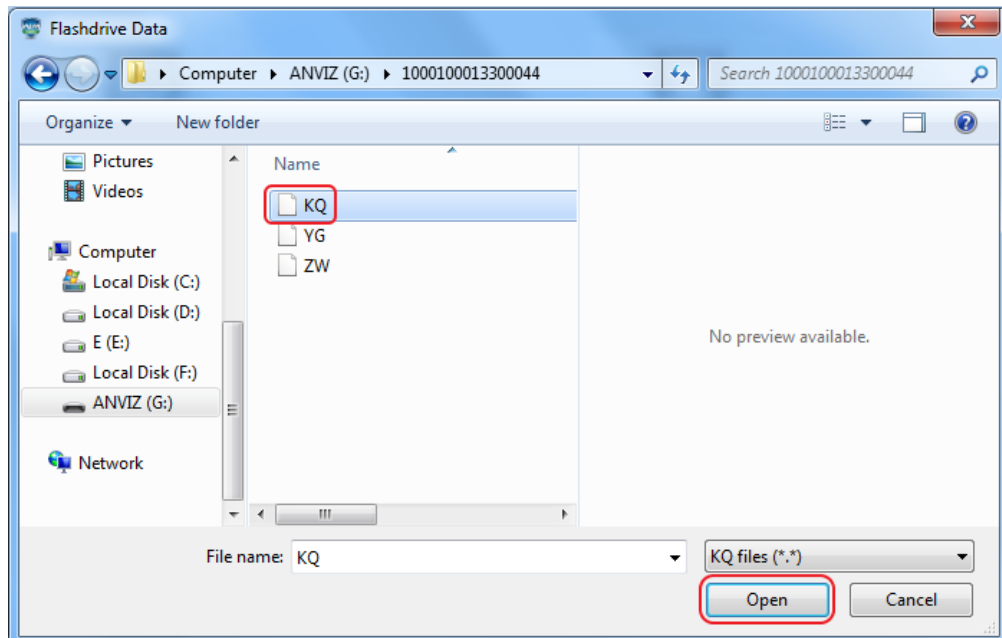 Flashdrive Data
Computer ANVIZ (G:) 1000100013300044
Search 1000100013300044
Organize New folder
Pictures
Videos
Computer
Local Disk (C:)
Local Disk (D:)
E (E:)
Local Disk (F:)
ANVIZ (G:)
Network
Name
KQ
YG
ZW
No preview available.
File name: KQ
KQ files (*.*)
Open Cancel